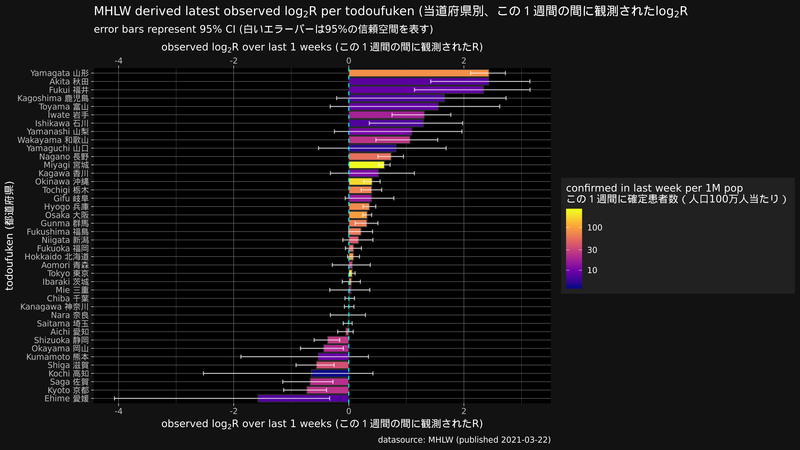 MHLW derived latest observed log₂R per todoufuken (当道府県別、この１週間の間に観測されたlog₂R
error bars represent 95% CI (白いエラーバーは95%の信頼空間を表す)
observed log₂R over last 1 weeks (この１週間の間に観測されたR)
-4 -2 0 2
todoufuken (都道府県)
Yamagata 山形
Akita 秋田
Fukui 福井
Kagoshima 鹿児島
Toyama 富山
Iwate 岩手
Ishikawa 石川
Yamanashi 山梨
Wakayama 和歌山
Yamaguchi 山口
Nagano 長野
Miyagi 宮城
Kagawa 香川
Okinawa 沖縄
Tochigi 栃木
Gifu 岐阜
Hyogo 兵庫
Osaka 大阪
Gunma 群馬
Fukushima 福島
Niigata 新潟
Fukuoka 福岡
Hokkaido 北海道
Aomori 青森
Tokyo 東京
Ibaraki 茨城
Mie 三重
Chiba 千葉
Kanagawa 神奈川
Nara 奈良
Saitama 埼玉
Aichi 愛知
Shizuoka 静岡
Okayama 岡山
Kumamoto 熊本
Shiga 滋賀
Kochi 高知
Saga 佐賀
Kyoto 京都
Ehime 愛媛
-4 -2 0 2
observed log₂R over last 1 weeks (この１週間の間に観測されたR)
confirmed in last week per 1M pop
この１週間に確定患者数 ( 人口100万人当たり )
100
30
10
datasource: MHLW (published 2021-03-22)